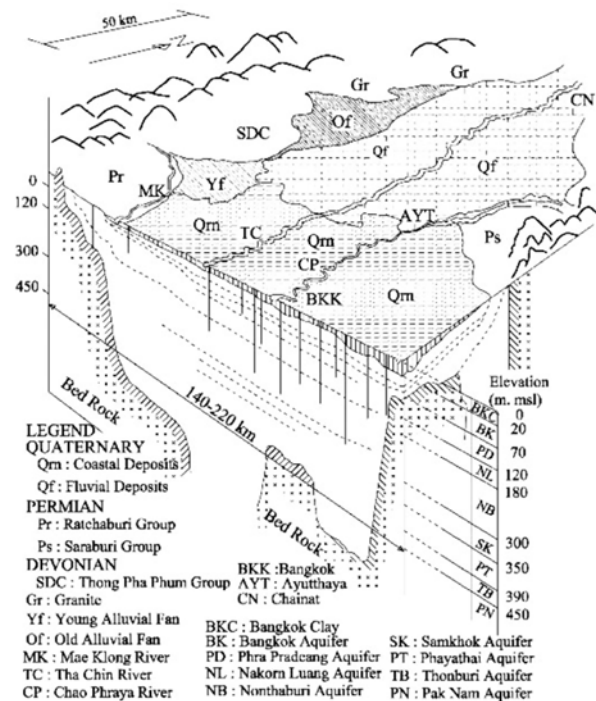 50 km
Gr
Gr
CN
SDC
Of
Qf
Pr
MK
Yf
Qf
0
120
300
450
Qrn
TC
Qrn
AYT
Ps
CP
BKK
Qrn
140-220 km
Bed Rock
Bed Rock
Elevation
(m. msl)
BKC
0
BK
20
PD
70
NL
120
180
NB
300
SK
350
PT
390
TB
PN
450
LEGEND
QUATERNARY
Qrn : Coastal Deposits
Qf : Fluvial Deposits
PERMIAN
Pr : Ratchaburi Group
Ps : Saraburi Group
DEVONIAN
SDC : Thong Pha Phum Group
Gr : Granite
Yf : Young Alluvial Fan
Of : Old Alluvial Fan
MK : Mae Klong River
TC : Tha Chin River
CP : Chao Phraya River
BKK :Bangkok
AYT : Ayutthaya
CN : Chainat
BKC : Bangkok Clay
BK : Bangkok Aquifer
PD : Phra Pradcang Aquifer
NL : Nakorn Luang Aquifer
NB : Nonthaburi Aquifer
SK : Samkhok Aquifer
PT : Phayathai Aquifer
TB : Thonburi Aquifer
PN : Pak Nam Aquifer